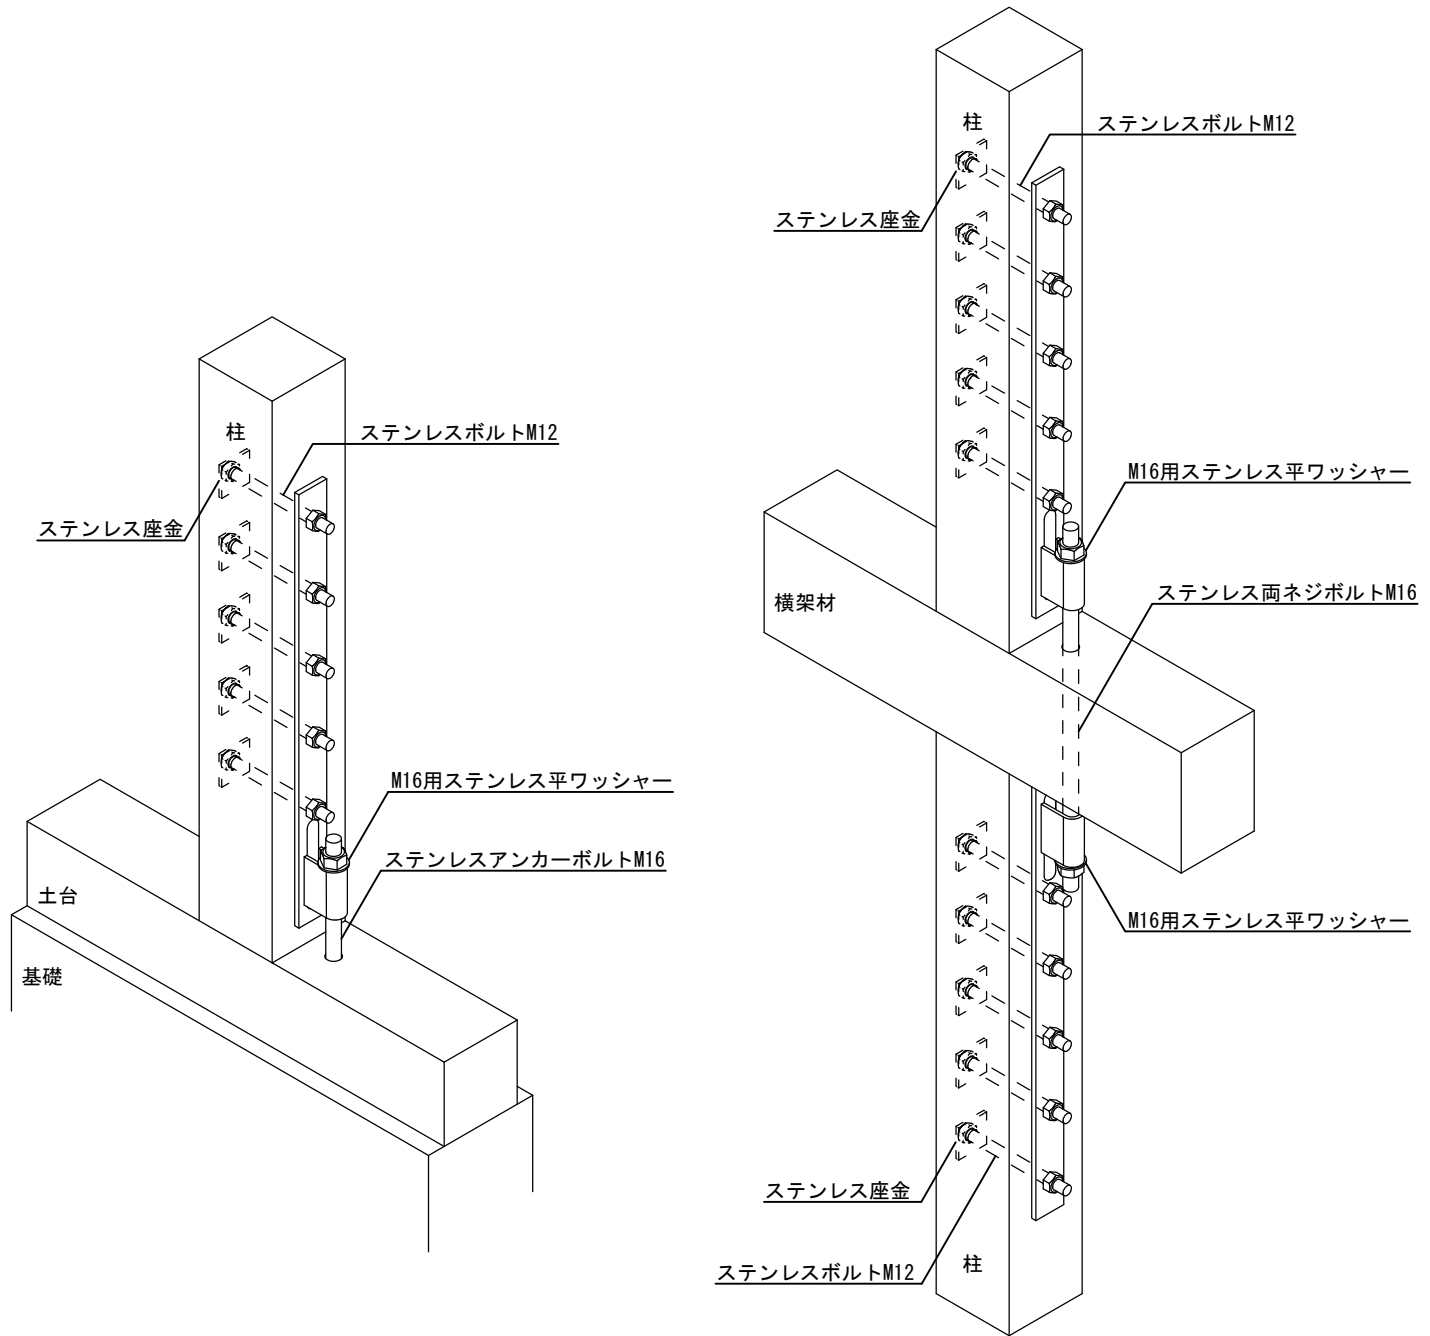 柱
ステンレスボルトM12
ステンレス座金
M16用ステンレス平ワッシャー
ステンレスアンカーボルトM16
土台
基礎
柱
ステンレスボルトM12
ステンレス座金
M16用ステンレス平ワッシャー
ステンレス両ネジボルトM16
横架材
M16用ステンレス平ワッシャー
ステンレス座金
ステンレスボルトM12
柱